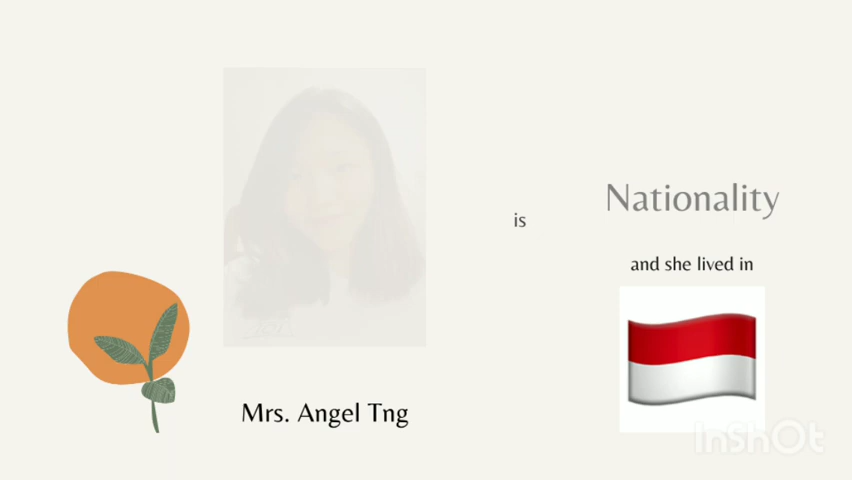 Nationality
is
and she lived in
Mrs. Angel Tng
InShOt